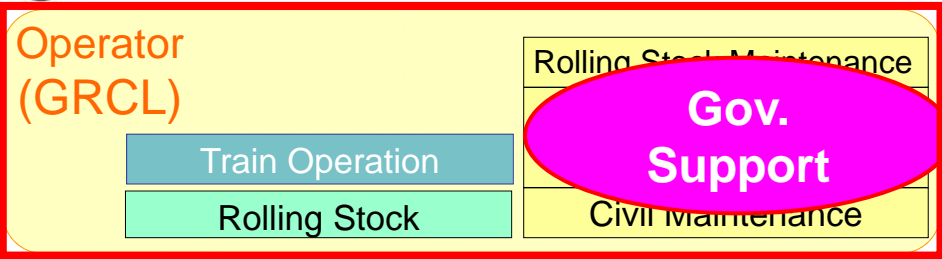 Operator
(GRCL)
Rolling Stock Maintenance
Gov.
Support
Train Operation
Rolling Stock
Civil Maintenance